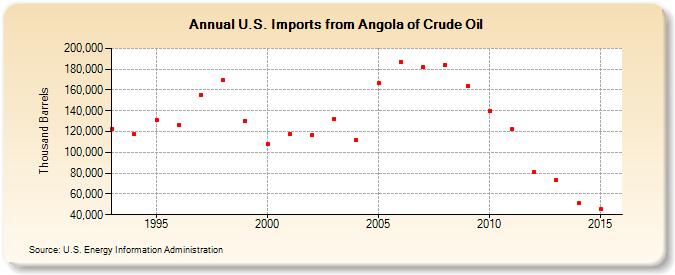 Annual U.S. Imports from Angola of Crude Oil
Thousand Barrels
200,000
180,000
160,000
140,000
120,000
100,000
80,000
60,000
40,000
1995 2000 2005 2010 2015
Source: U.S. Energy Information Administration